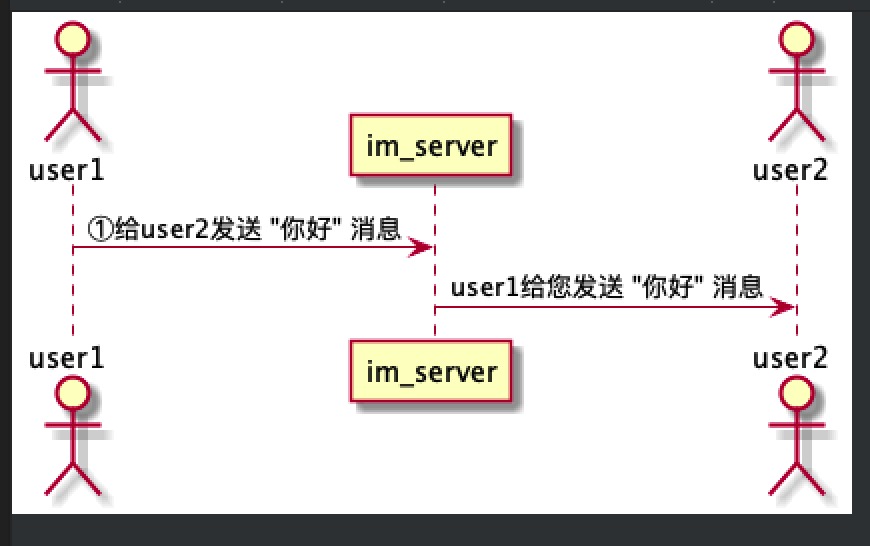 user1
im_server
user2
①给user2发送 "你好" 消息
user1给您发送 "你好" 消息
user1
im_server
user2